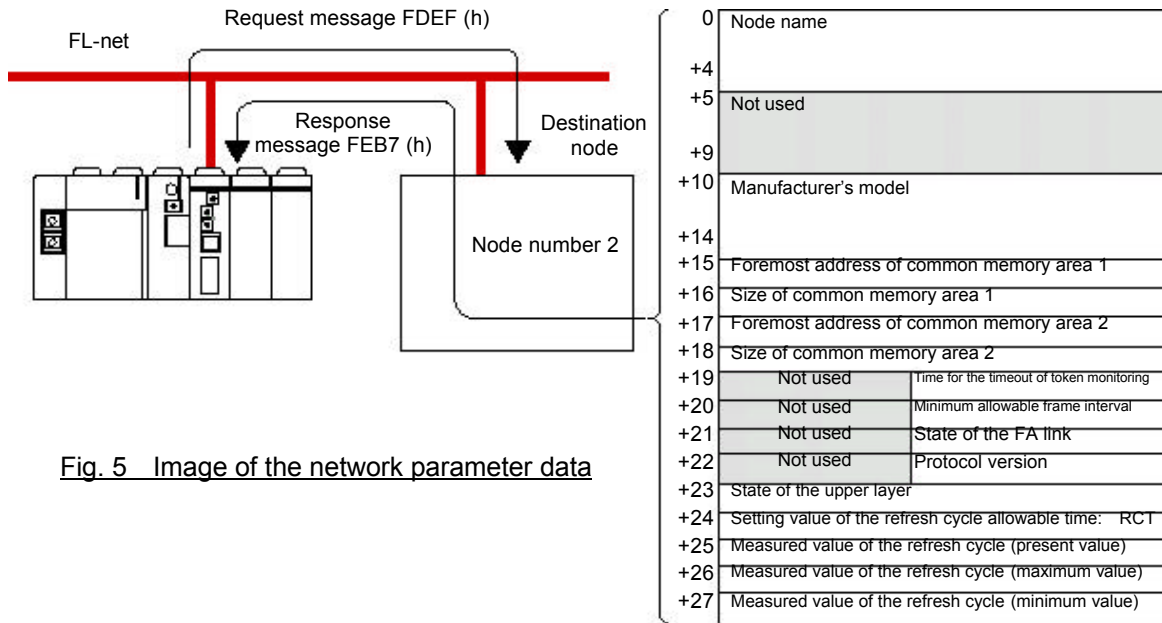 Request message FDEF (h)
FL-net
Response
message FEB7 (h)
Destination
node
Node number 2
Fig. 5 Image of the network parameter data
0 Node name
+4
+5 Not used
+9
+10 Manufacturer's model
+14
+15 Foremost address of common memory area 1
+16 Size of common memory area 1
+17 Foremost address of common memory area 2
+18 Size of common memory area 2
+19 Not used Time for the timeout of token monitoring
+20 Not used Minimum allowable frame interval
+21 Not used State of the FA link
+22 Not used Protocol version
+23 State of the upper layer
+24 Setting value of the refresh cycle allowable time: RCT
+25 Measured value of the refresh cycle (present value)
+26 Measured value of the refresh cycle (maximum value)
+27 Measured value of the refresh cycle (minimum value)